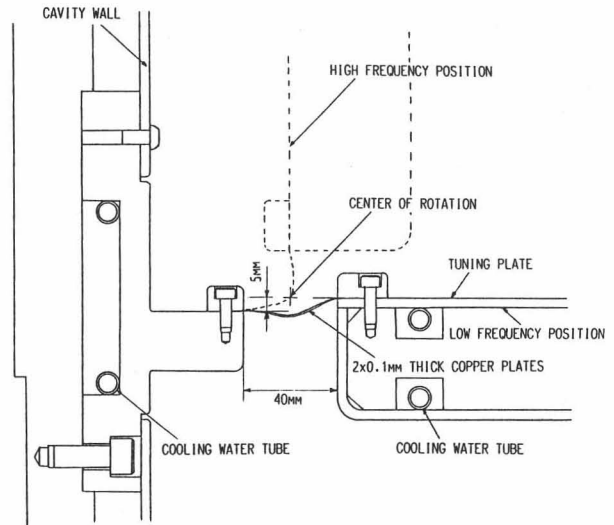 CAVITY WALL
HIGH FREQUENCY POSITION
CENTER OF ROTATION
5MM
TUNING PLATE
LOW FREQUENCY POSITION
2x0.1MM THICK COPPER PLATES
40MM
COOLING WATER TUBE
COOLING WATER TUBE